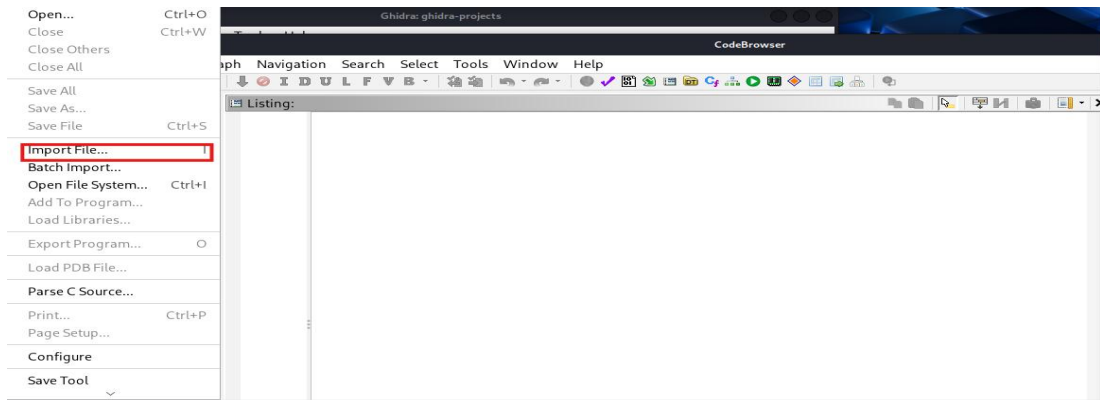 Open... Ctrl+O
Close Ctrl+W
Close Others
Close All
Save All
Save As...
Save File Ctrl+S
Import File... I
Batch Import...
Open File System... Ctrl+I
Add To Program...
Load Libraries...
Export Program... O
Load PDB File...
Parse C Source...
Print... Ctrl+P
Page Setup...
Configure
Save Tool
Ghidra: ghidra-projects
CodeBrowser
aph Navigation Search Select Tools Window Help
I D U L F V B
Listing: